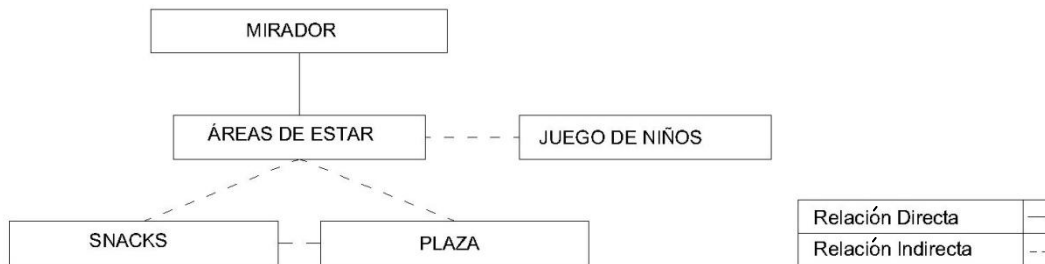 MIRADOR
ÁREAS DE ESTAR
JUEGO DE NIÑOS
SNACKS
PLAZA
Relación Directa
Relación Indirecta